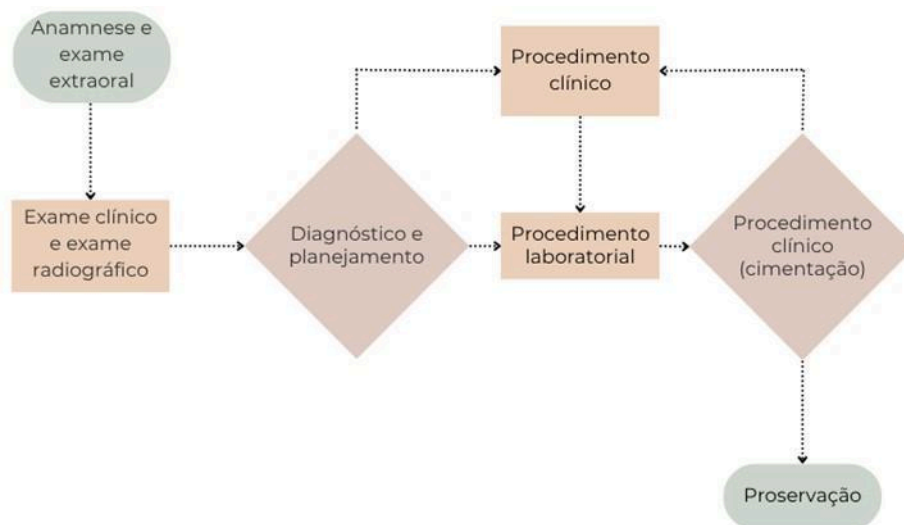 Anamnese e
exame
extraoral
Procedimento
clínico
Exame clínico
e exame
radiográfico
Diagnóstico e
planejamento
Procedimento
laboratorial
Procedimento
clínico
(cimentação)
Proservação